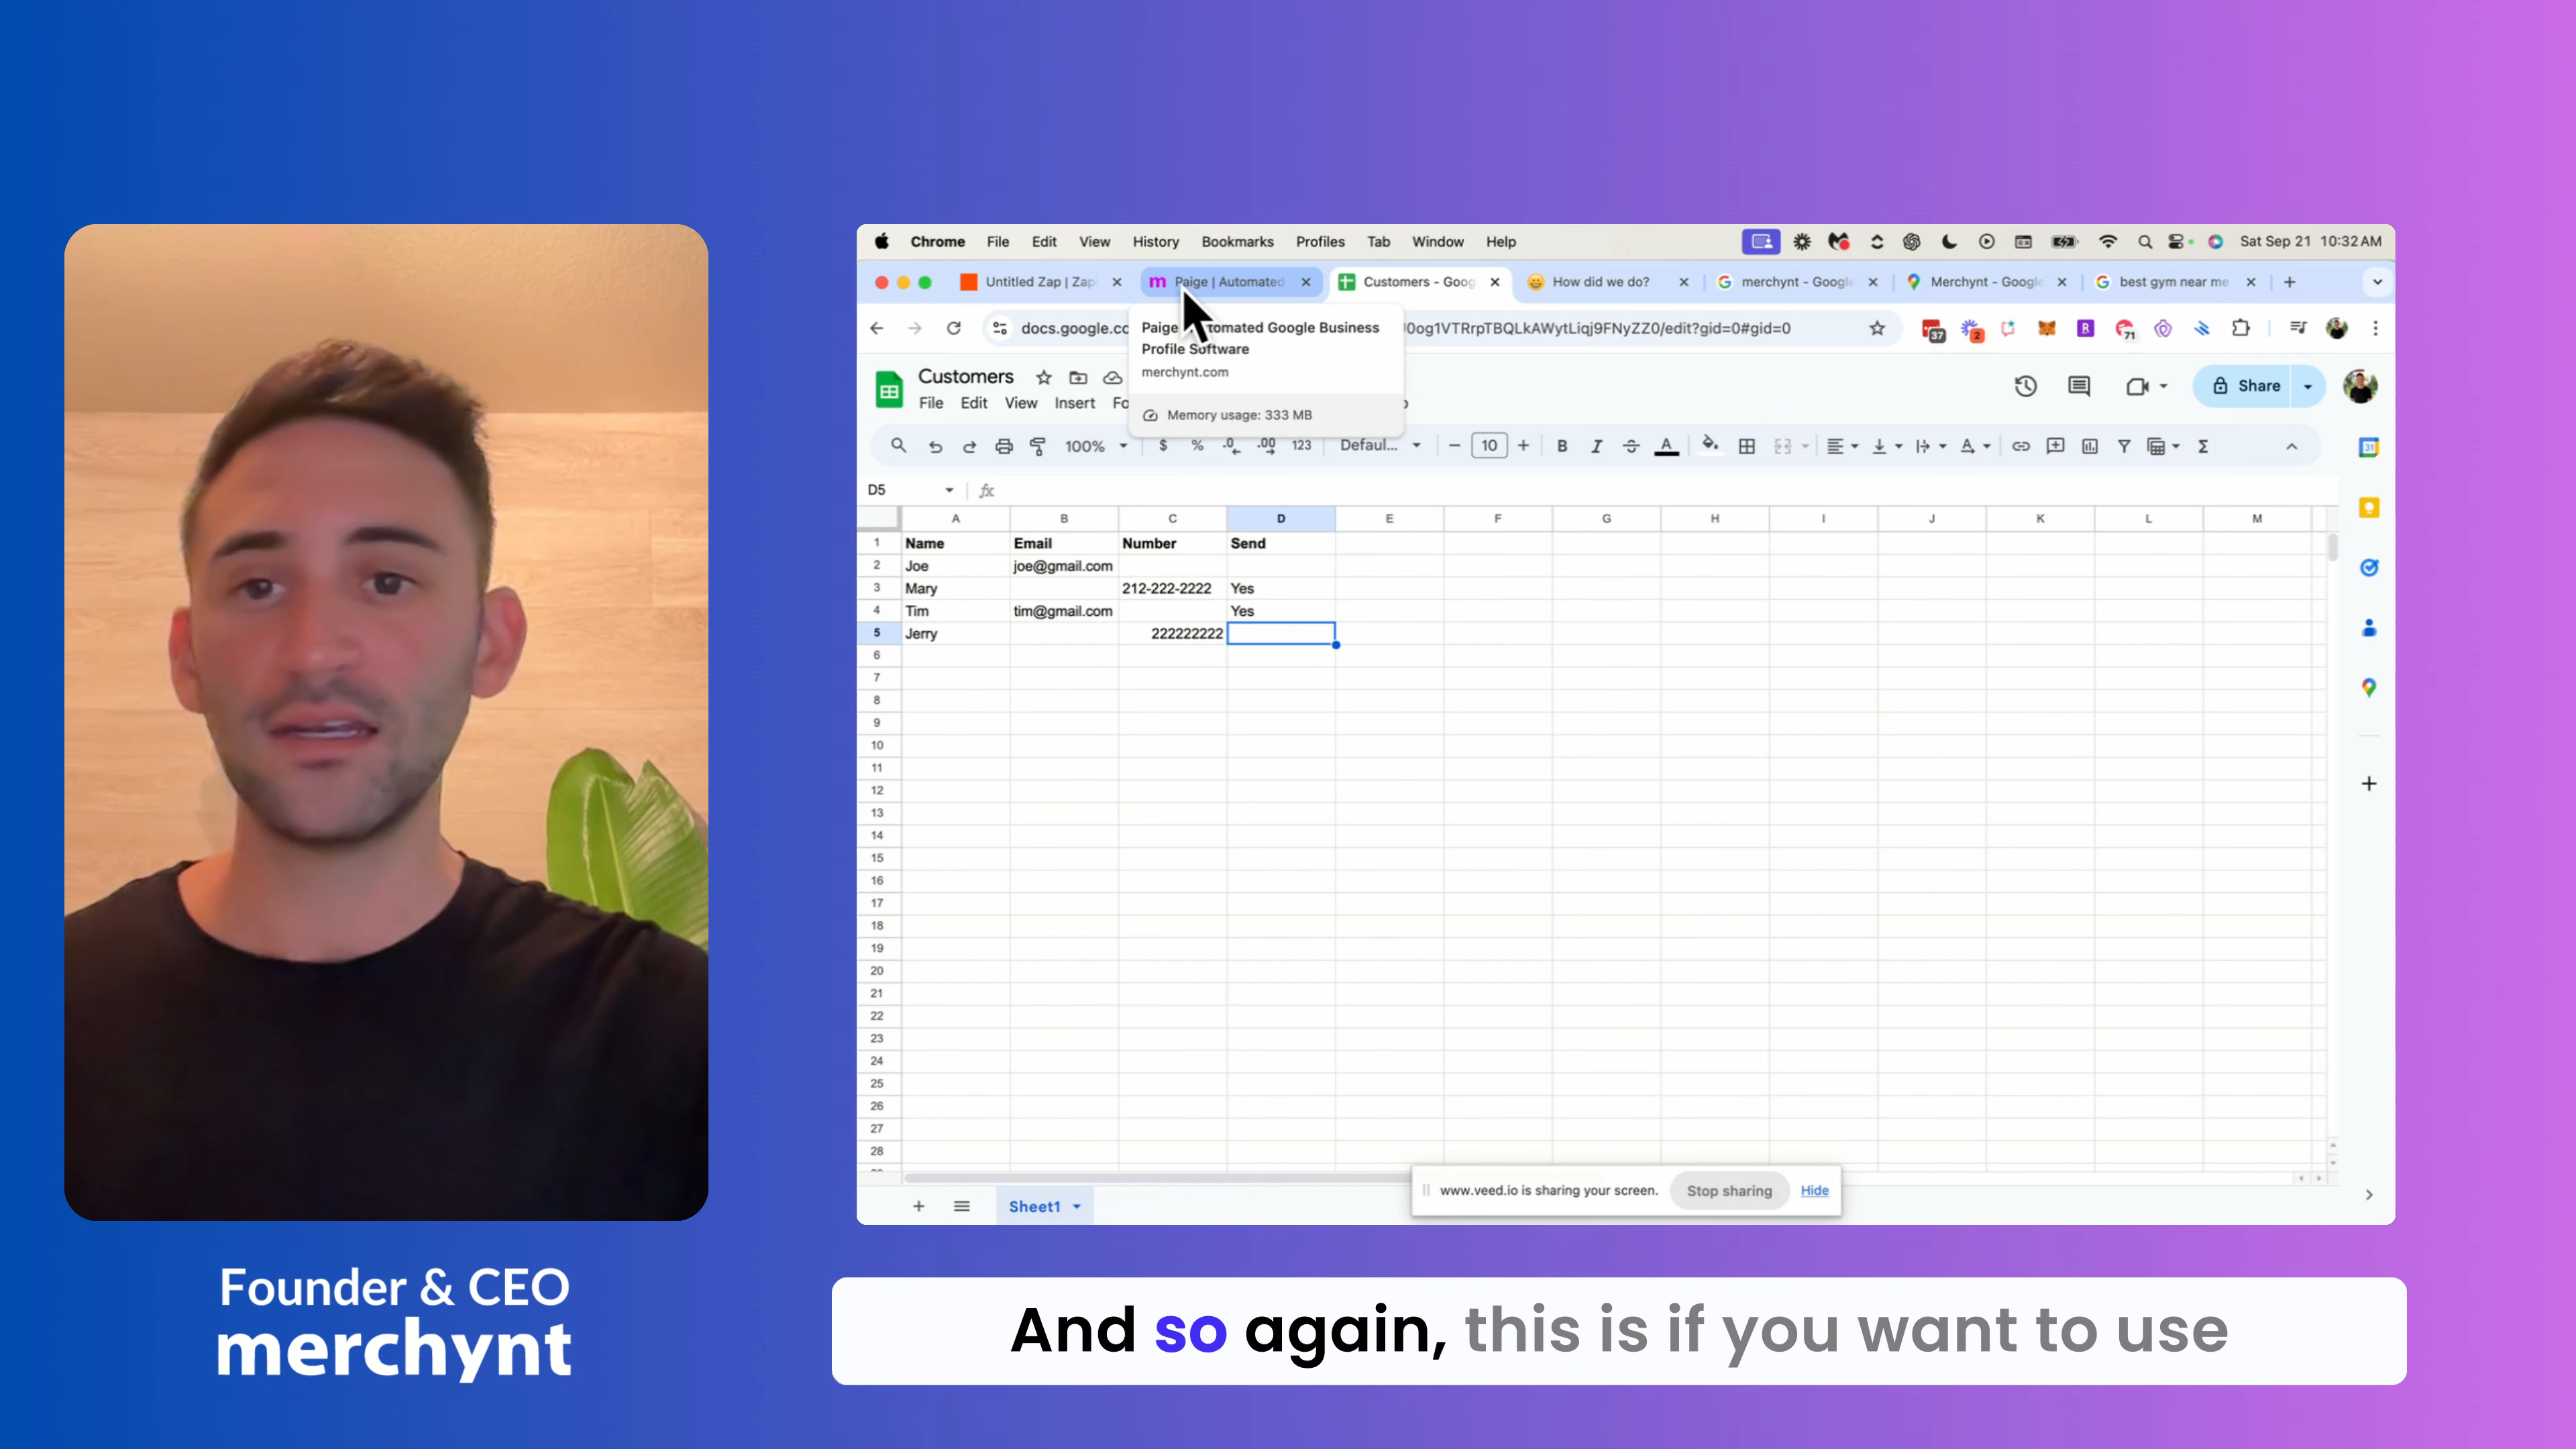 Chrome File Edit View History Bookmarks Profiles Tab Window Help Sat Sep 21 10:32 AM
Untitled Zap | Zap Paige | Automated Customers - Goog How did we do? merchynt - Google Merchynt - Google best gym near me
docs.google.co J0og1VTRrpTBQLkAWytLiqj9FNyZZ0/edit?gid=0#gid=0 37 2 R 71
Paige tomated Google Business
Profile Software
merchynt.com
Memory usage: 333 MB
Customers
Share
File Edit View Insert Fo
100% $ % .0 .00 123 Defaul... 10 B I A
D5 fx
A B C D E F G H I J K L M
1 Name Email Number Send
2 Joe joe@gmail.com
3 Mary 212-222-2222 Yes
4 Tim tim@gmail.com Yes
5 Jerry 222222222
6
7
8
9
10
11
12
13
14
15
16
17
18
19
20
21
22
23
24
25
26
27
28
www.veed.io is sharing your screen. Stop sharing Hide
Sheet1
Founder & CEO
merchynt
And so again, this is if you want to use